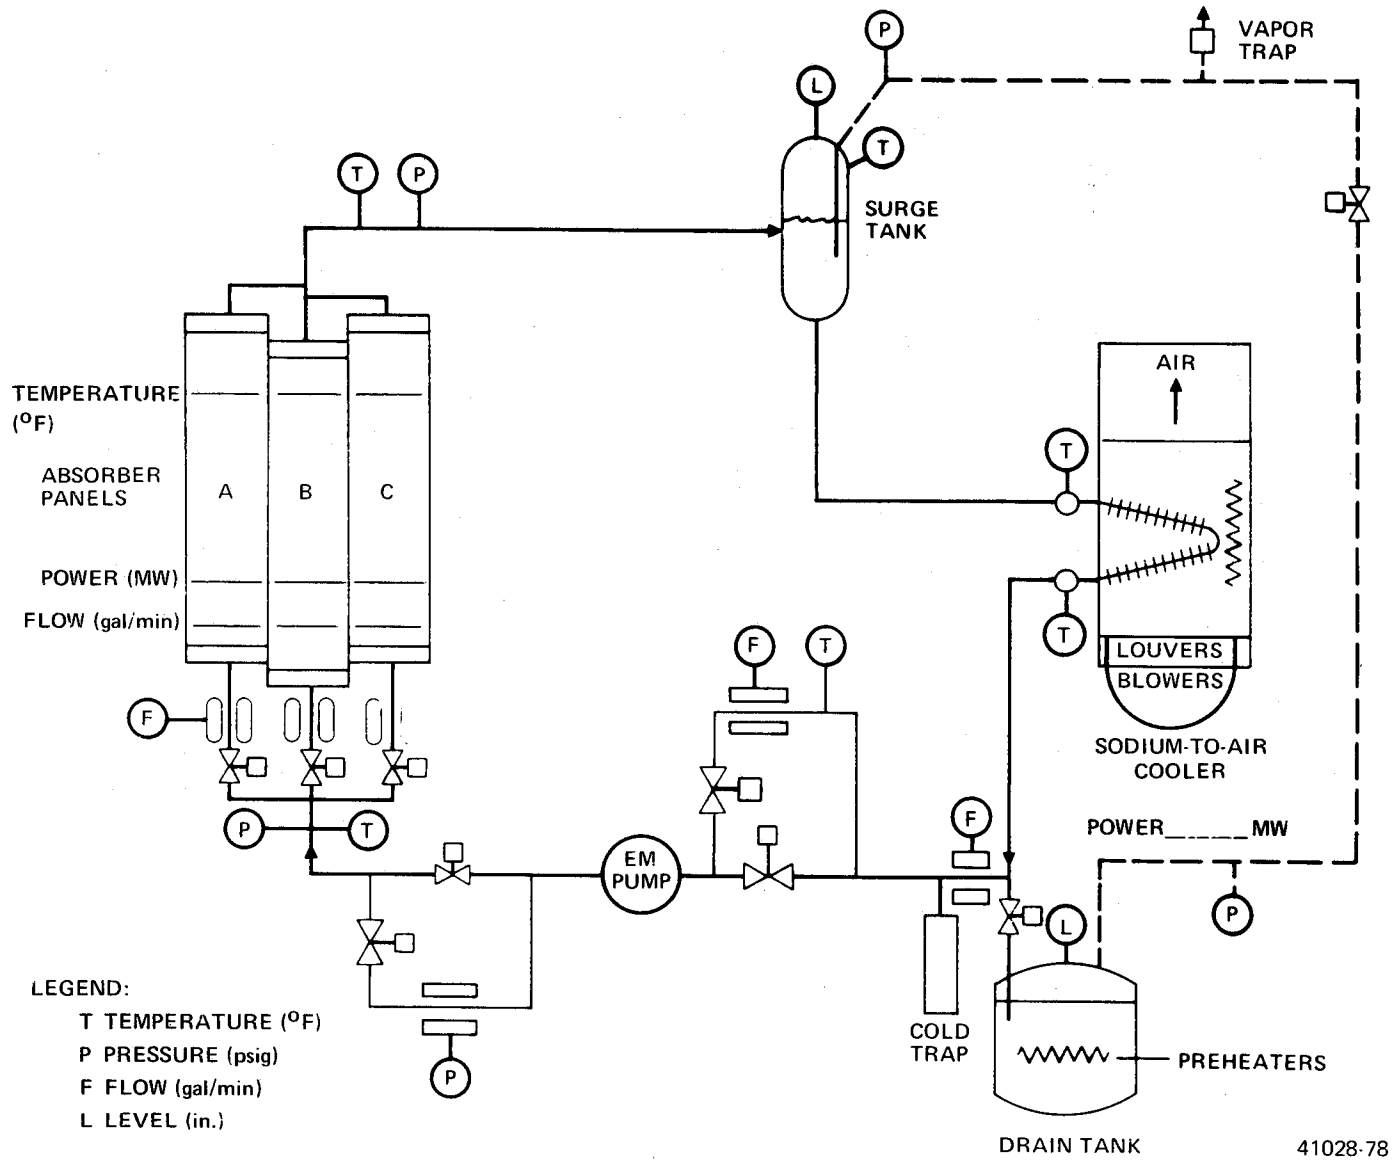 P
VAPOR
TRAP
L
T
T
P
SURGE
TANK
AIR
TEMPERATURE
(°F)
T
ABSORBER
PANELS
A
B
C
POWER (MW)
FLOW (gal/min)
F
T
T
LOUVERS
BLOWERS
F
SODIUM-TO-AIR
COOLER
P
T
F
POWER______MW
EM
PUMP
L
P
LEGEND:
T TEMPERATURE (°F)
P PRESSURE (psig)
F FLOW (gal/min)
L LEVEL (in.)
P
COLD
TRAP
PREHEATERS
DRAIN TANK
41028-78